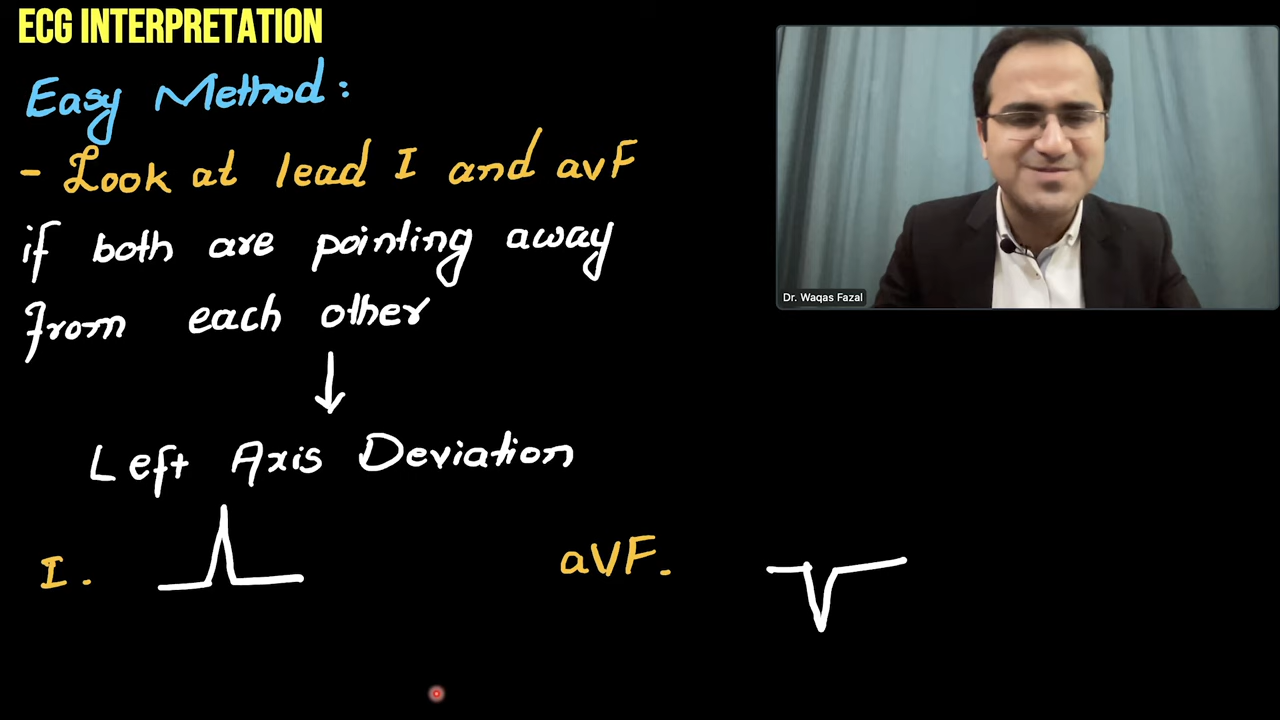 ECG INTERPRETATION
Easy Method:
- Look at lead I and avF
if both are pointing away
from each other
Left Axis Deviation
I.
aVF.
Dr. Waqas Fazal